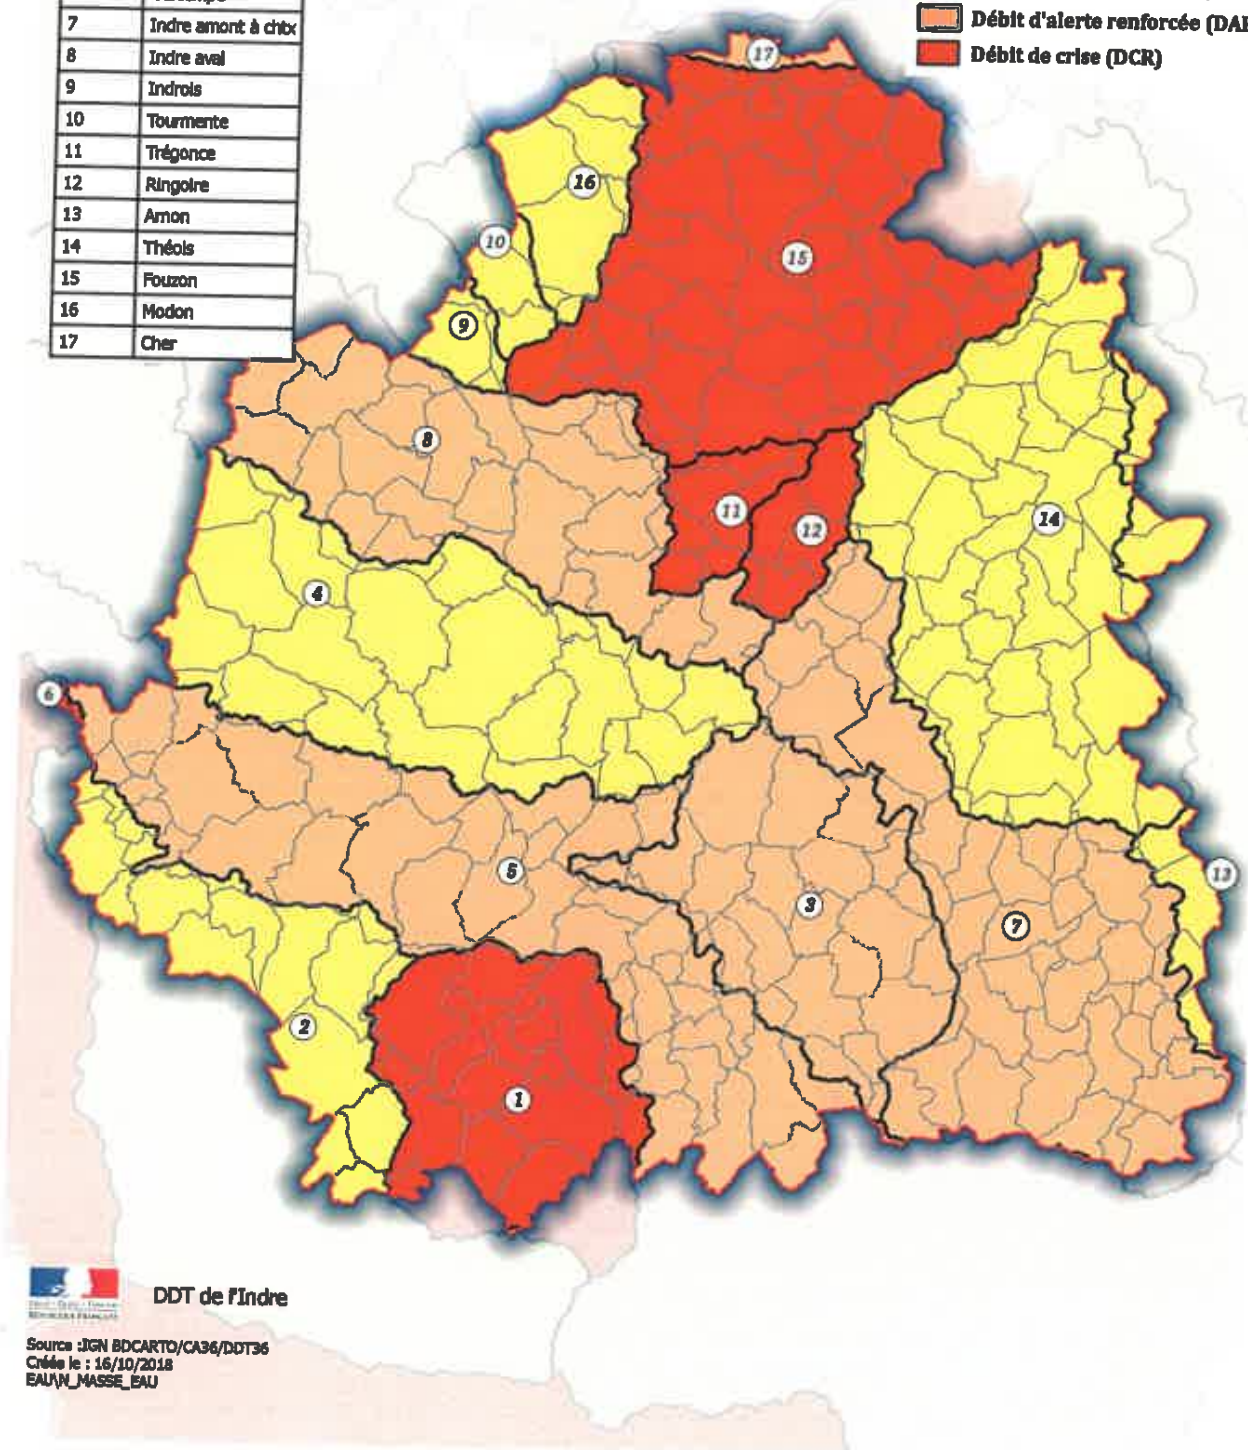 7 Indre amont à chtx
8 Indre aval
9 Indrois
10 Tourmente
11 Trégonce
12 Ringoire
13 Arnon
14 Théols
15 Fouzon
16 Modon
17 Cher
Débit d'alerte renforcée (DAR
Débit de crise (DCR)
17
16
10
15
9
8
11
12
14
4
6
5
13
3
7
2
1
DDT de l'Indre
Source :IGN BDCARTO/CA36/DDT36
Créée le : 16/10/2018
EAU\N_MASSE_EAU